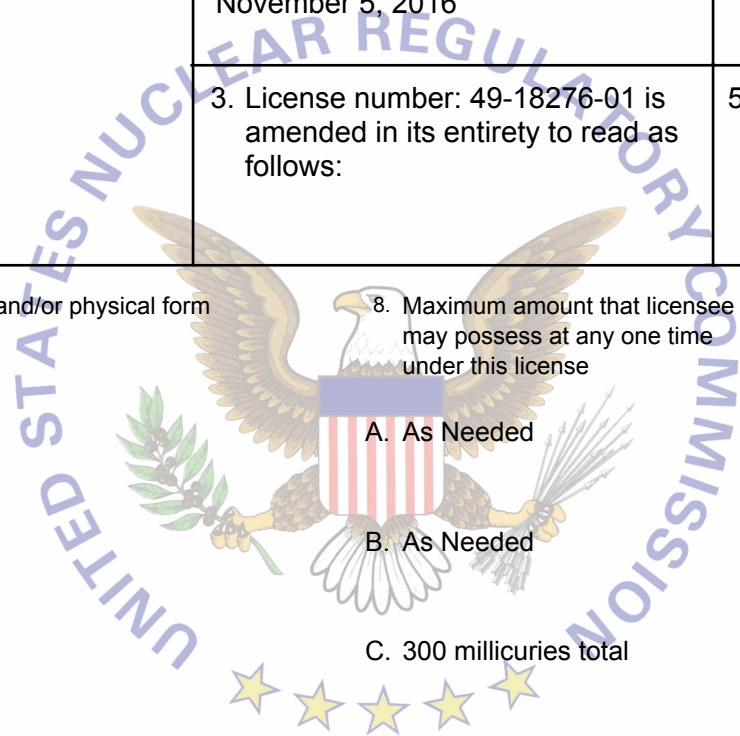 November 5, 2016
3. License number: 49-18276-01 is
amended in its entirety to read as
follows:
5
and/or physical form
8. Maximum amount that licensee
may possess at any one time
under this license
A. As Needed
B. As Needed
C. 300 millicuries total
UNITED STATES NUCLEAR REGULATORY COMMISSION